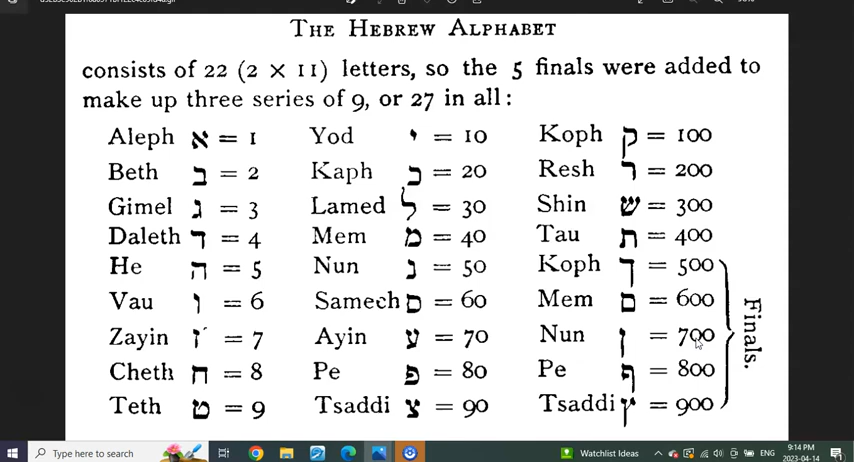 THE HEBREW ALPHABET
consists of 22 (2 × 11) letters, so the 5 finals were added to
make up three series of 9, or 27 in all:
Aleph א = 1 Yod י = 10 Koph ק = 100
Beth ב = 2 Kaph כ = 20 Resh ר = 200
Gimel ג = 3 Lamed ל = 30 Shin ש = 300
Daleth ד = 4 Mem מ = 40 Tau ת = 400
He ה = 5 Nun נ = 50 Koph ך = 500
Vau ו = 6 Samech ס = 60 Mem ם = 600
Zayin ז = 7 Ayin ע = 70 Nun ן = 700
Cheth ח = 8 Pe פ = 80 Pe ף = 800
Teth ט = 9 Tsaddi צ = 90 Tsaddi ץ = 900
Finals.
Type here to search
Watchlist Ideas
ENG
9:14 PM
2023-04-14